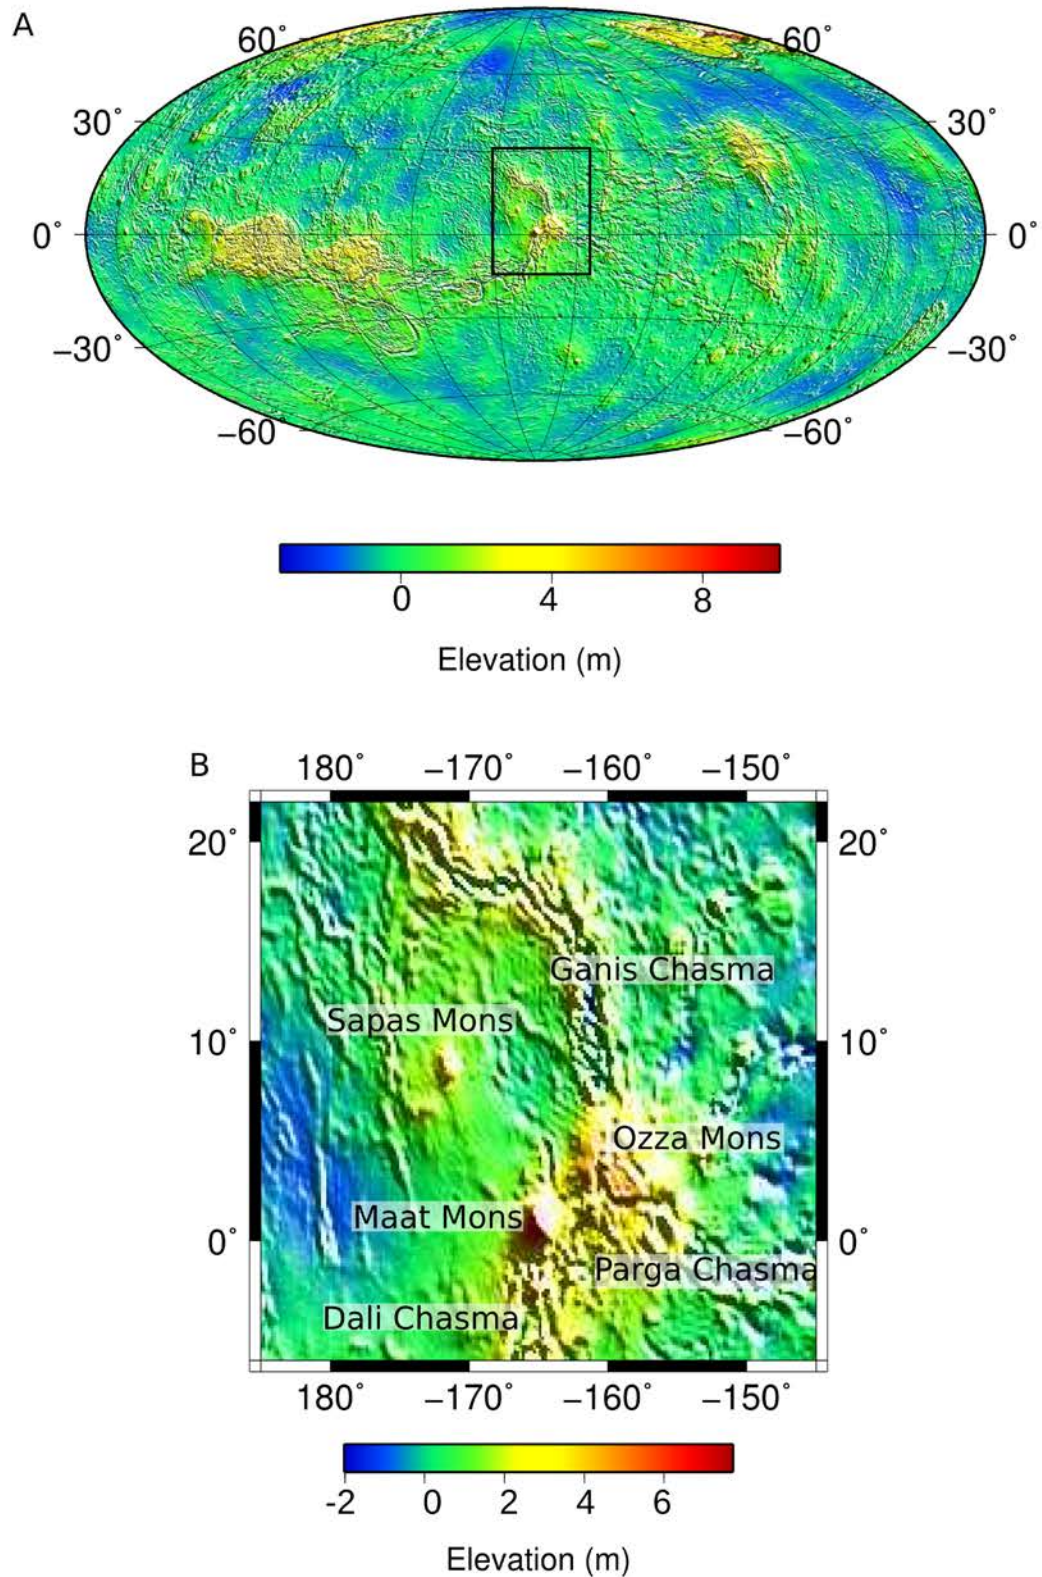 A
60˚ 60˚
30˚ 30˚
0˚ 0˚
−30˚ −30˚
−60˚ −60˚
0 4 8
Elevation (m)
B
180˚ −170˚ −160˚ −150˚
20˚ 20˚
Ganis Chasma
Sapas Mons
10˚ 10˚
Ozza Mons
Maat Mons
0˚ 0˚
Parga Chasma
Dali Chasma
180˚ −170˚ −160˚ −150˚
-2 0 2 4 6
Elevation (m)